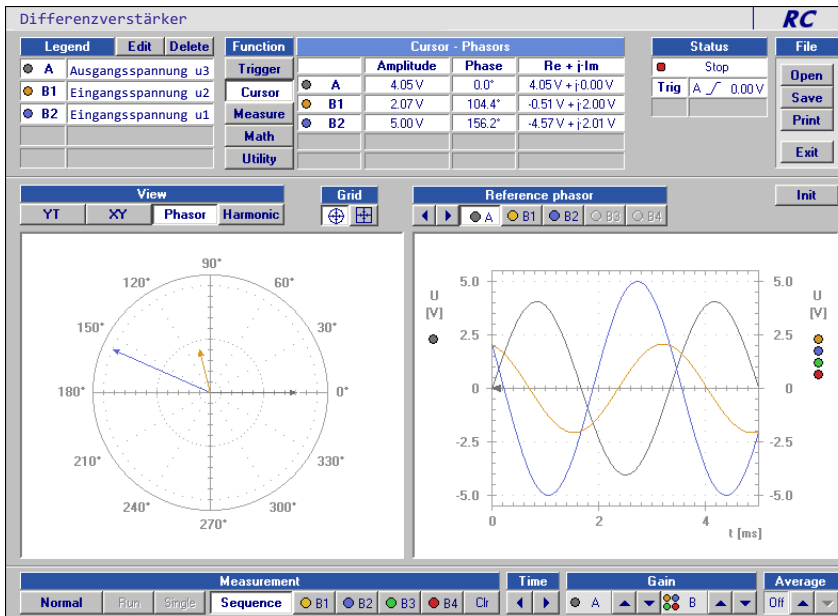 Differenzverstärker
RC
Legend Edit Delete
A Ausgangsspannung u3
B1 Eingangsspannung u2
B2 Eingangsspannung u1
Function
Trigger
Cursor
Measure
Math
Utility
Cursor - Phasors
Amplitude Phase Re + j·Im
A 4.05 V 0.0° 4.05 V + j·0.00 V
B1 2.07 V 104.4° -0.51 V + j·2.00 V
B2 5.00 V 156.2° -4.57 V + j·2.01 V
Status
Stop
Trig A 0.00 V
File
Open
Save
Print
Exit
View
YT XY Phasor Harmonic
Grid
Reference phasor
A B1 B2 B3 B4
Init
90°
120° 60°
150° 30°
180° 0°
210° 330°
240° 300°
270°
5.0 5.0
U U
[V] [V]
2.5 2.5
0 0
-2.5 -2.5
-5.0 -5.0
0 2 4
t [ms]
Measurement
Normal Run Single Sequence B1 B2 B3 B4 Clr
Time
Gain
A B
Average
Off